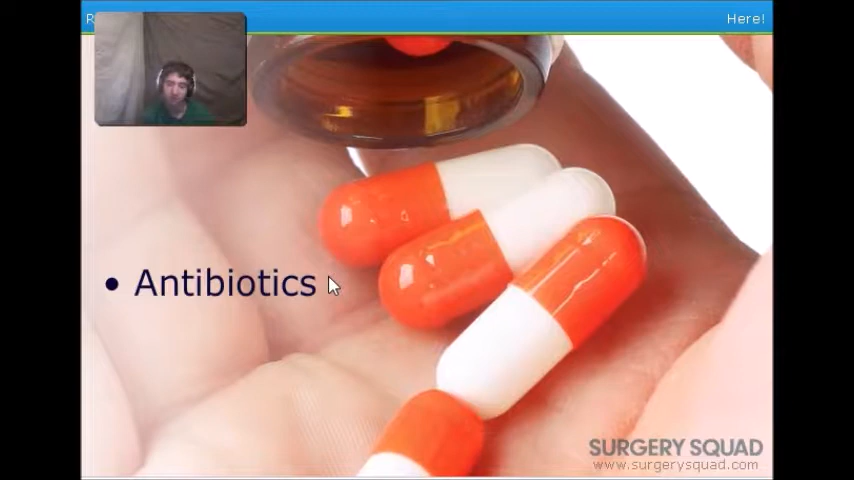 Here!
• Antibiotics
SURGERY SQUAD
www.surgerysquad.com